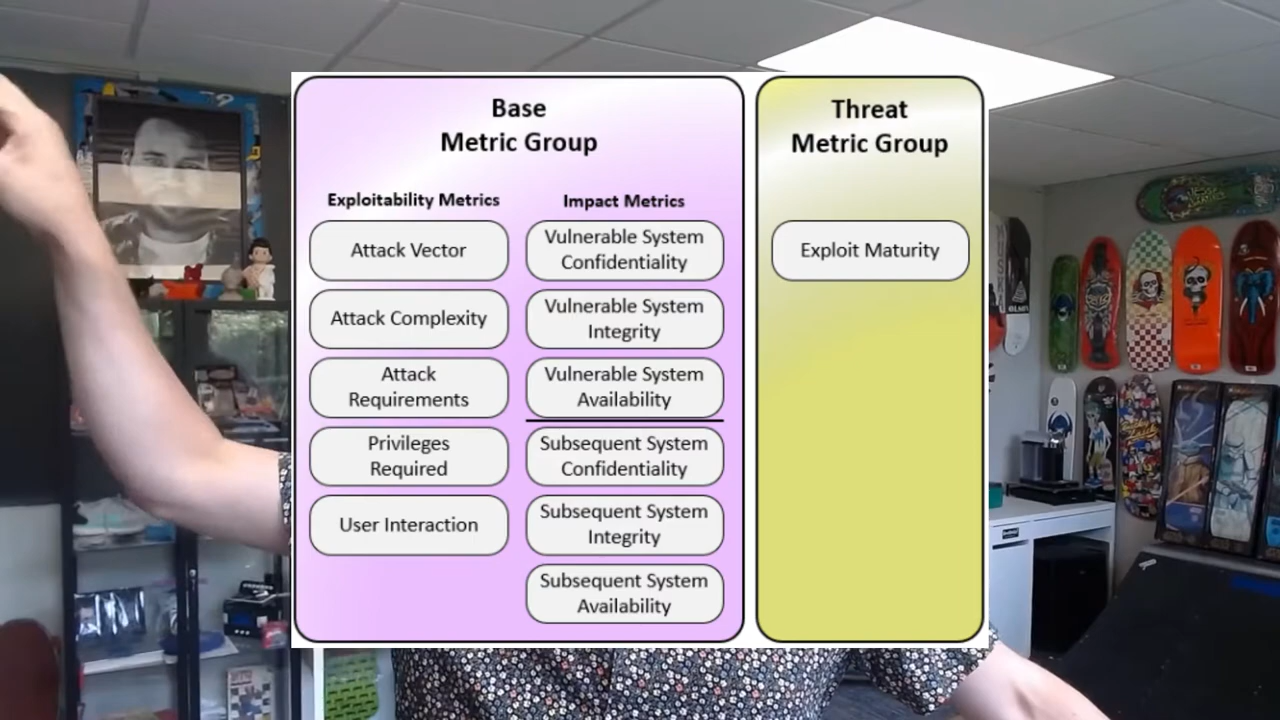 Base
Metric Group
Exploitability Metrics
Attack Vector
Attack Complexity
Attack
Requirements
Privileges
Required
User Interaction
Impact Metrics
Vulnerable System
Confidentiality
Vulnerable System
Integrity
Vulnerable System
Availability
Subsequent System
Confidentiality
Subsequent System
Integrity
Subsequent System
Availability
Threat
Metric Group
Exploit Maturity